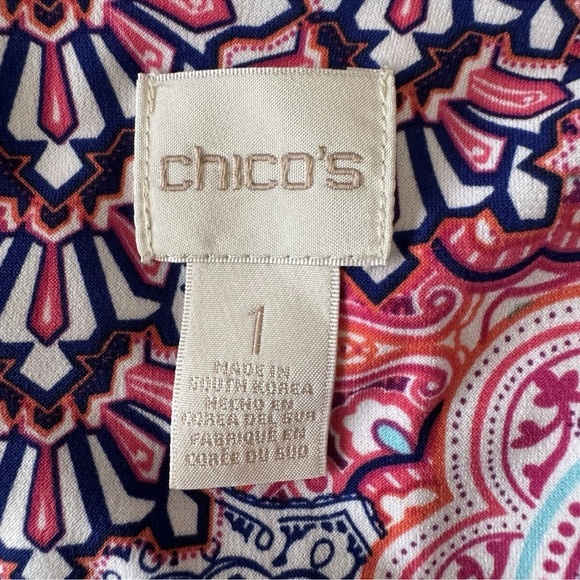 chico's
1
MADE IN
SOUTH KOREA
HECHO EN
COREA DEL SUR
FABRIQUÉ EN
CORÉE DU SUD